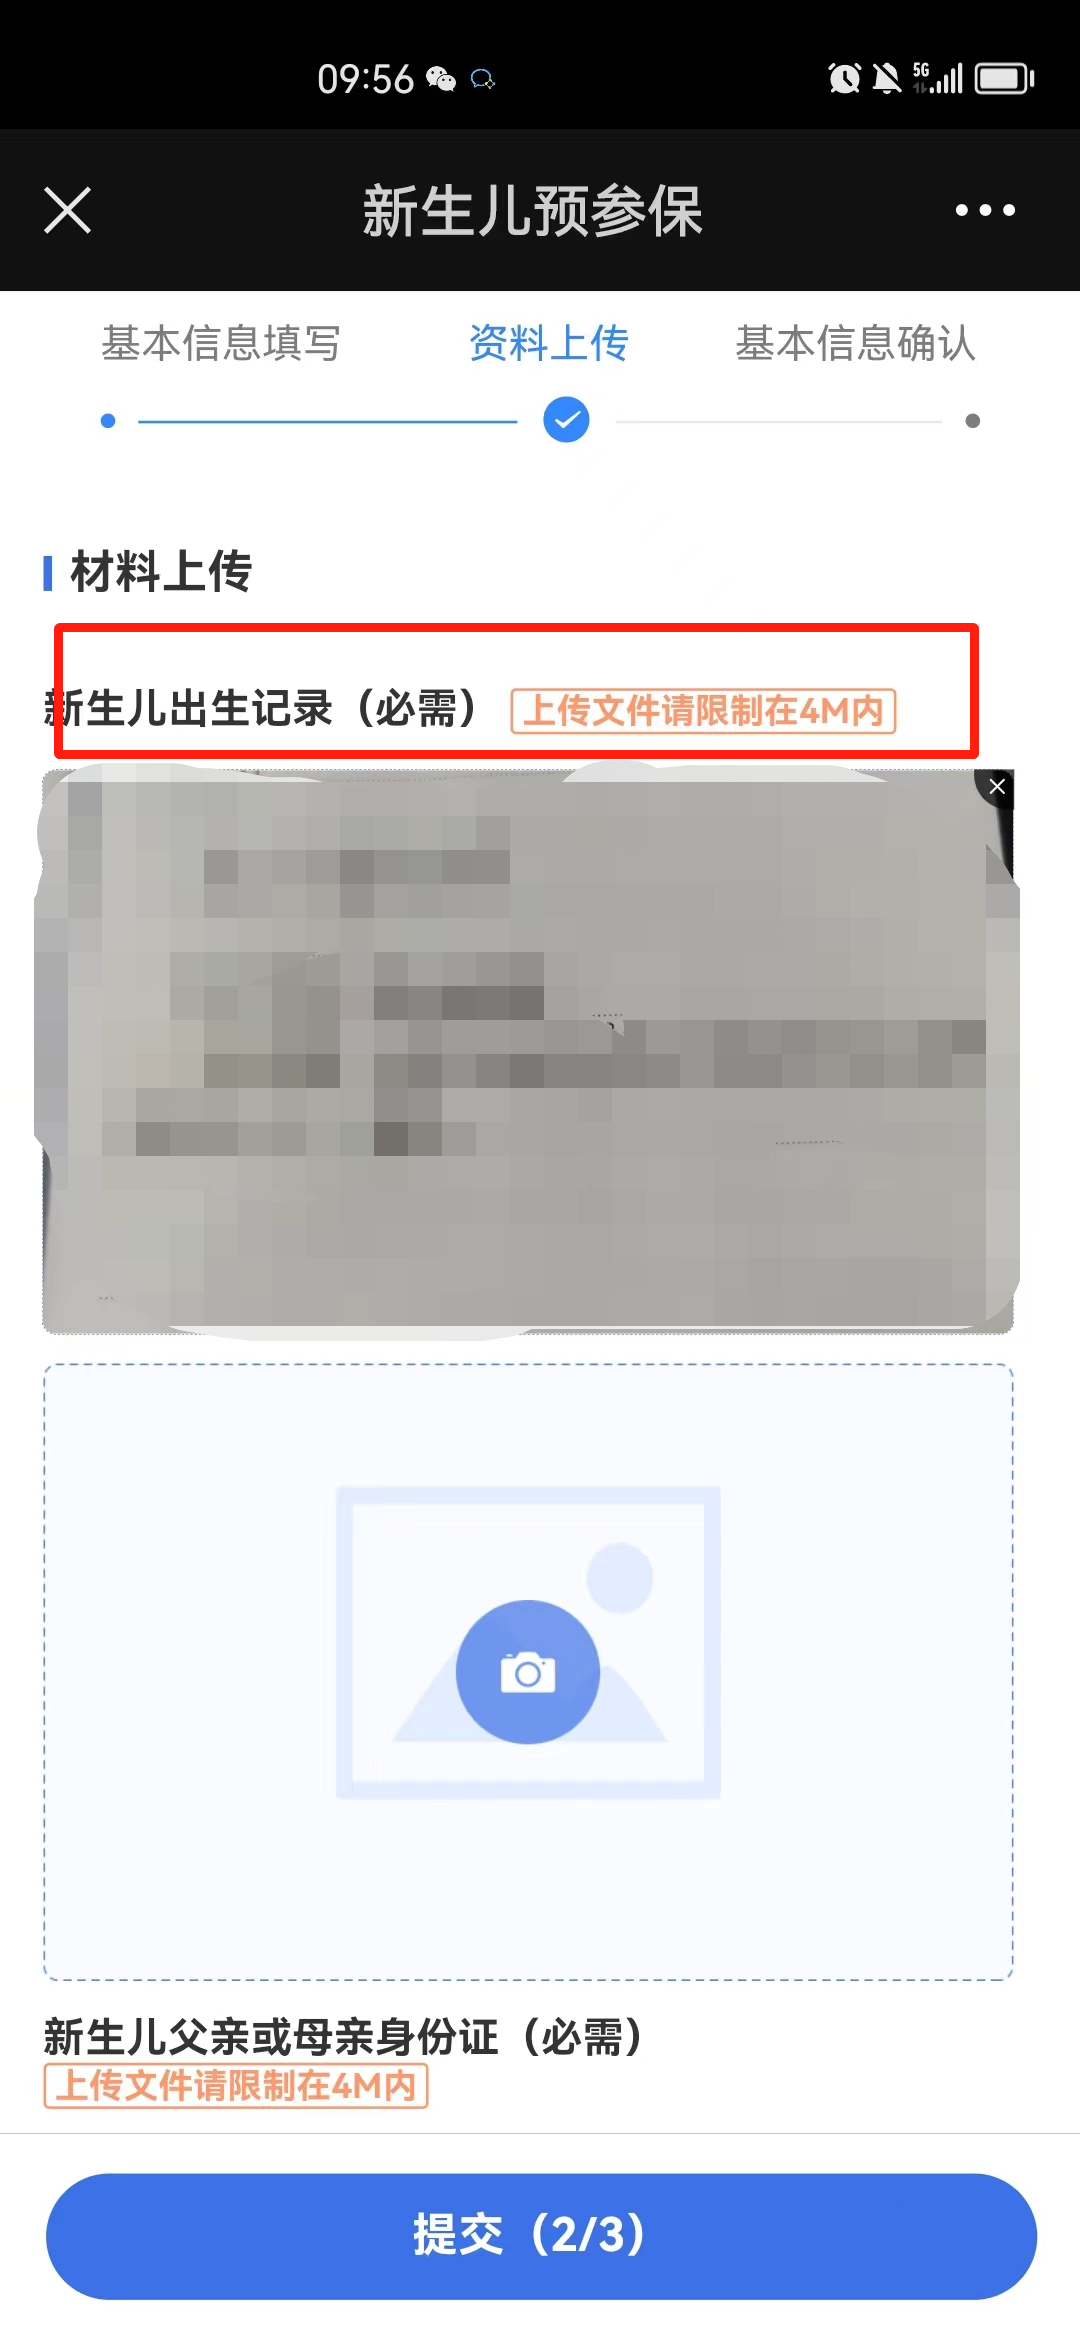 09:56
5G
新生儿预参保
基本信息填写 资料上传 基本信息确认
材料上传
新生儿出生记录（必需） 上传文件请限制在4M内
新生儿父亲或母亲身份证（必需）
上传文件请限制在4M内
提交（2/3）